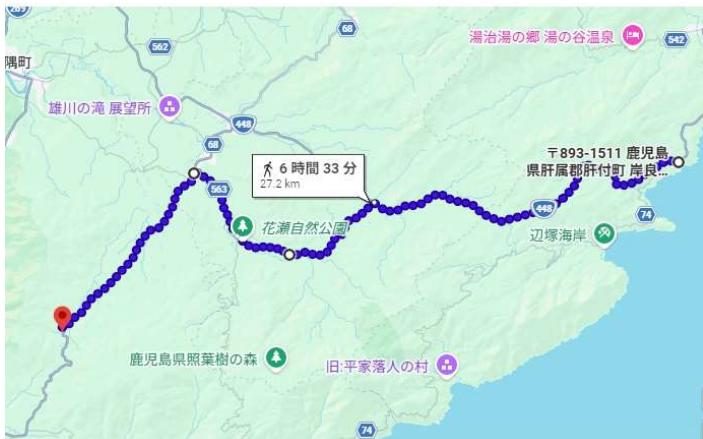 269
68
562
湯治湯の郷 湯の谷温泉
542
隅町
雄川の滝 展望所
448
68
〒893-1511 鹿児島
県肝属郡肝付町 岸良...
6 時間 33 分
27.2 km
563
花瀬自然公園
448
74
辺塚海岸
鹿児島県照葉樹の森
旧:平家落人の村
74